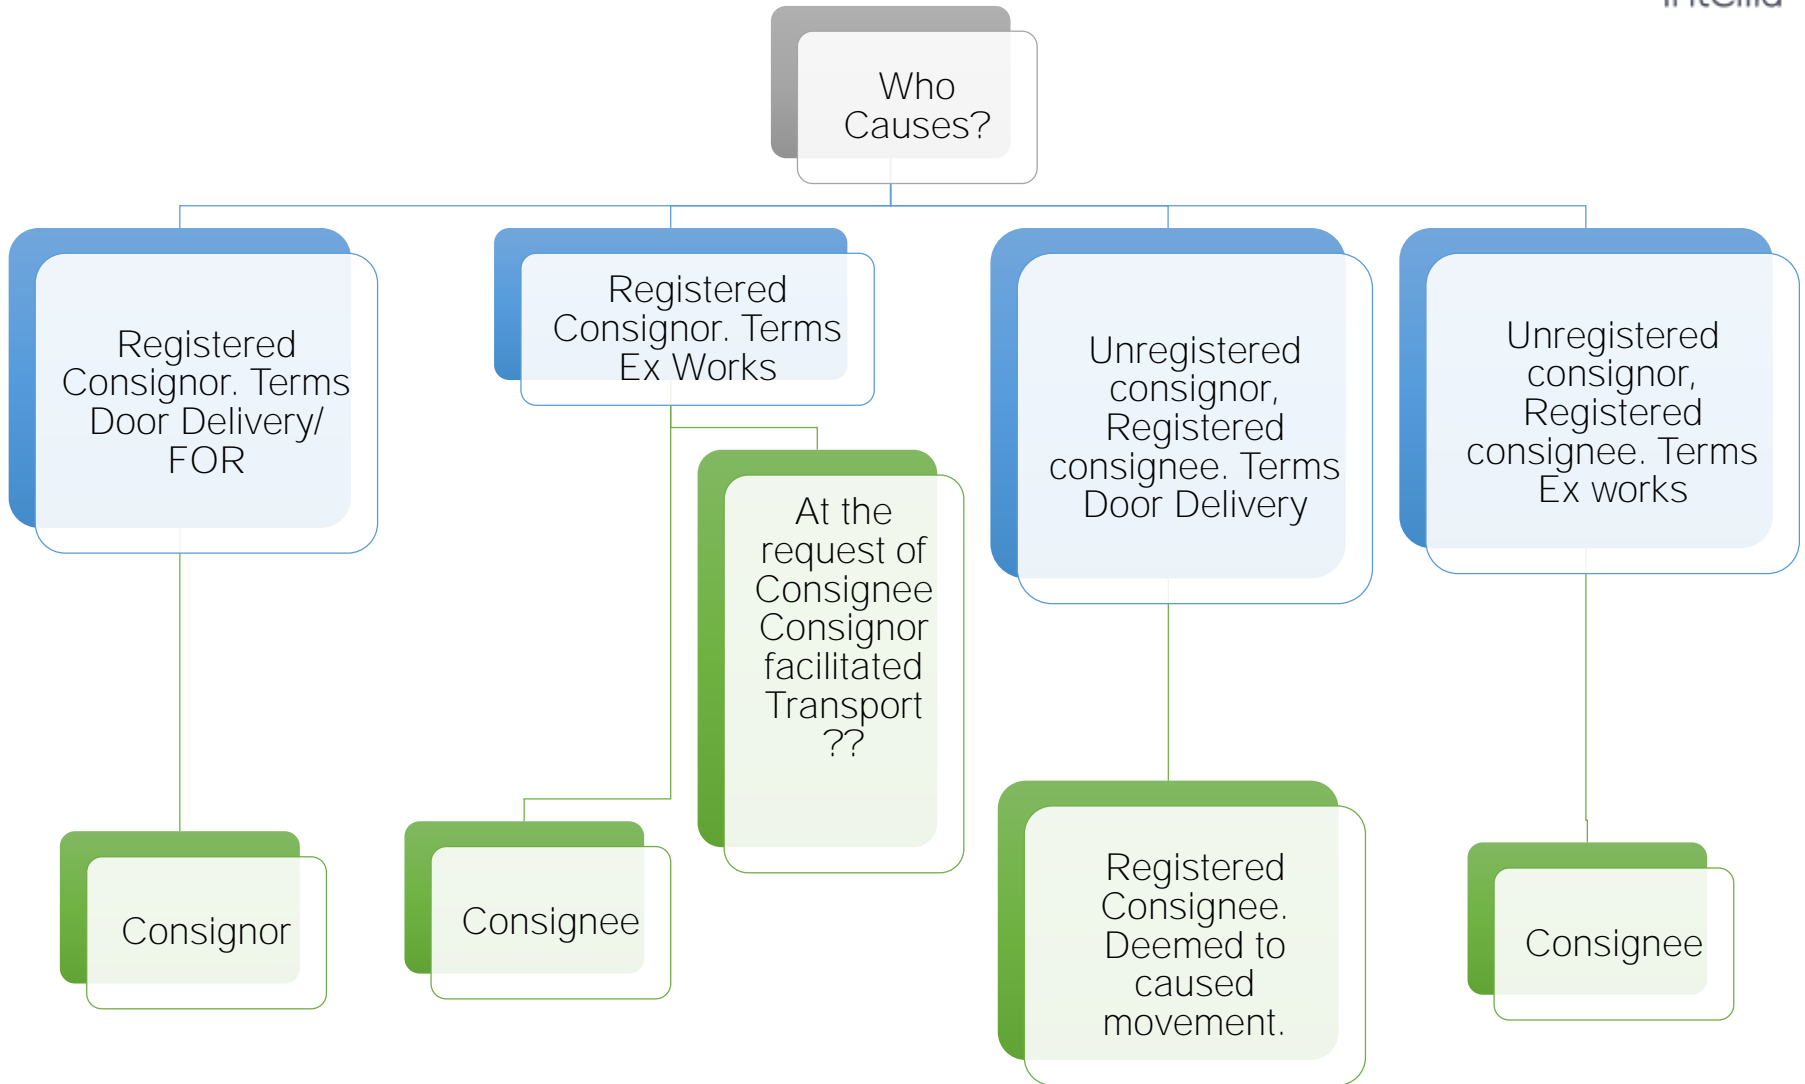 Who
Causes?
Registered
Consignor. Terms
Door Delivery/
FOR
Registered
Consignor. Terms
Ex Works
Unregistered
consignor,
Registered
consignee. Terms
Door Delivery
Unregistered
consignor,
Registered
consignee. Terms
Ex works
At the
request of
Consignee
Consignor
facilitated
Transport
??
Consignor
Consignee
Registered
Consignee.
Deemed to
caused
movement.
Consignee